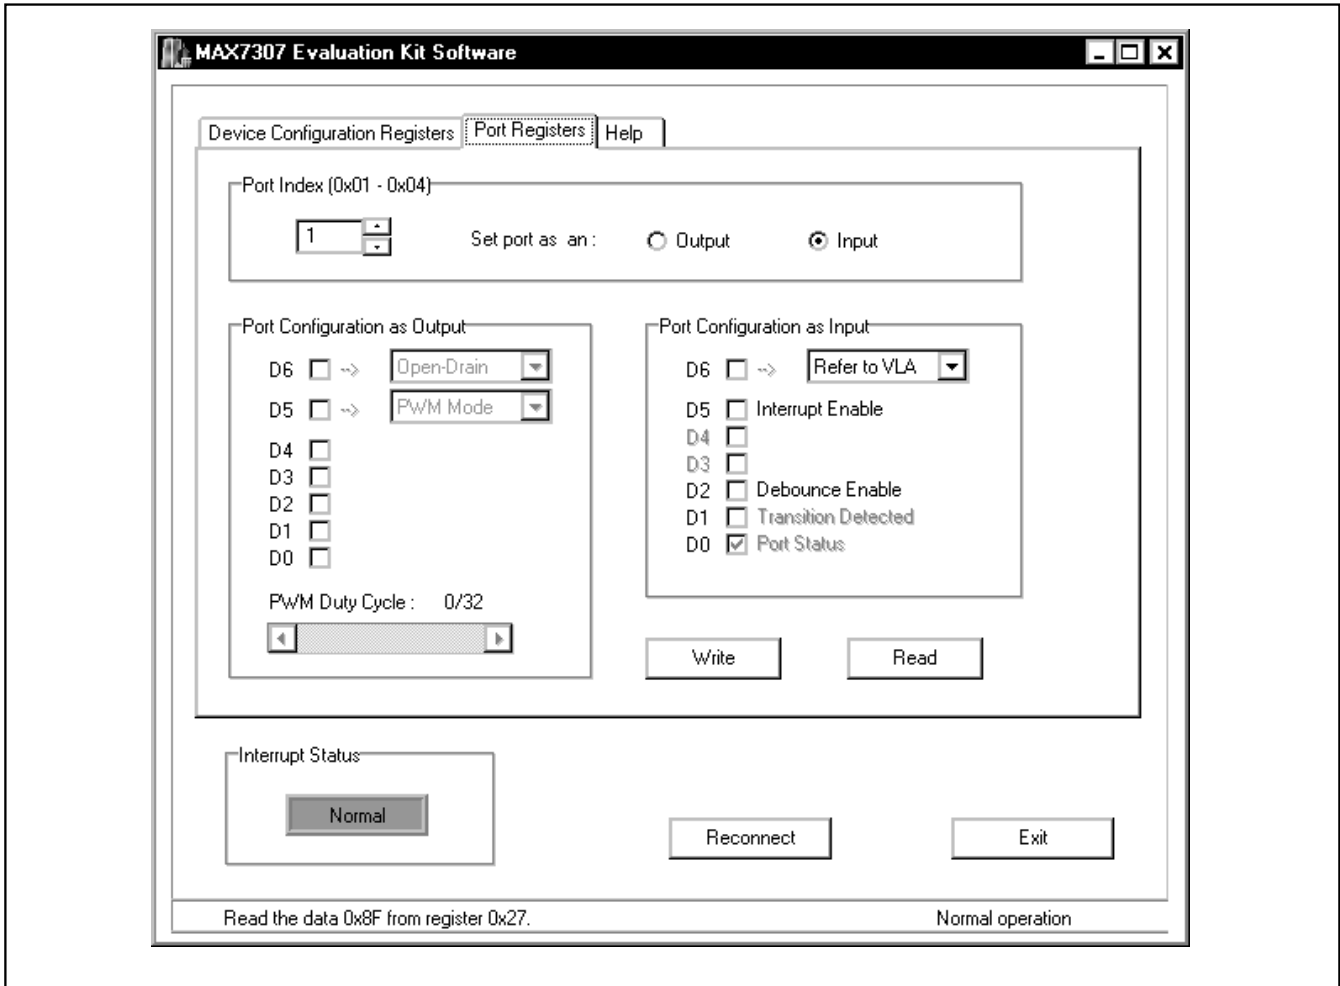 MAX7307 Evaluation Kit Software
Device Configuration Registers Port Registers Help
Port Index (0x01 - 0x04)
1 Set port as an : Output Input
Port Configuration as Output
D6 --> Open-Drain
D5 --> PWM Mode
D4
D3
D2
D1
D0
PWM Duty Cycle : 0/32
Port Configuration as Input
D6 --> Refer to VLA
D5 Interrupt Enable
D4
D3
D2 Debounce Enable
D1 Transition Detected
D0 Port Status
Write Read
Interrupt Status
Normal
Reconnect Exit
Read the data 0x8F from register 0x27. Normal operation